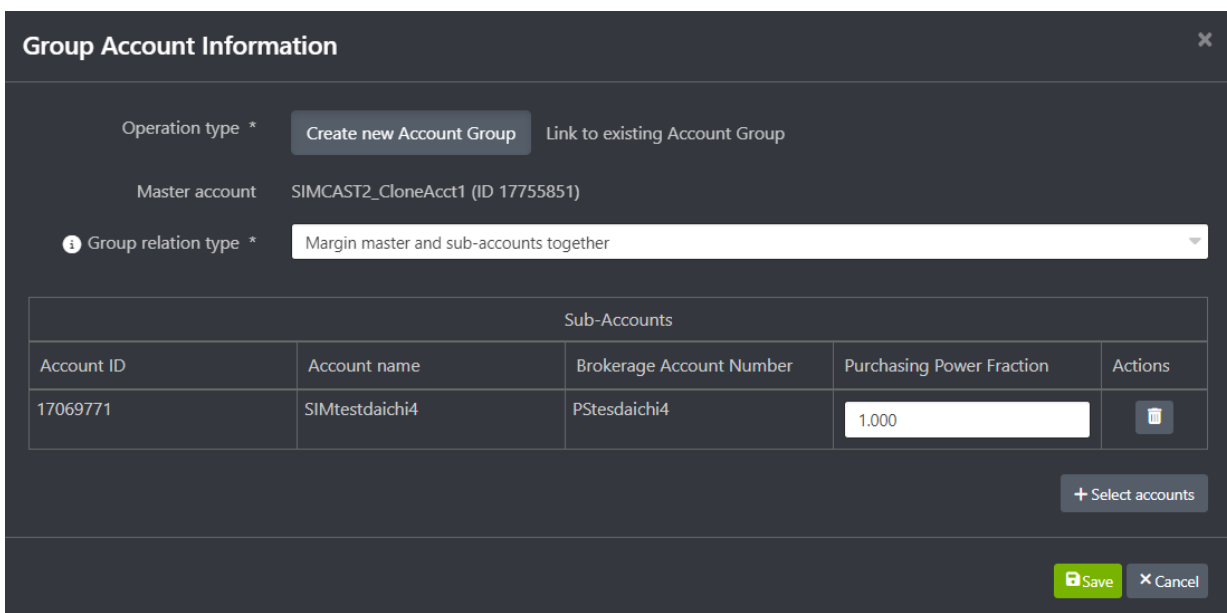 Group Account Information ×
Operation type * Create new Account Group Link to existing Account Group
Master account SIMCAST2_CloneAcct1 (ID 17755851)
i Group relation type * Margin master and sub-accounts together
Sub-Accounts
Account ID Account name Brokerage Account Number Purchasing Power Fraction Actions
17069771 SIMtestdaichi4 PStesdaichi4 1.000
+ Select accounts
Save × Cancel